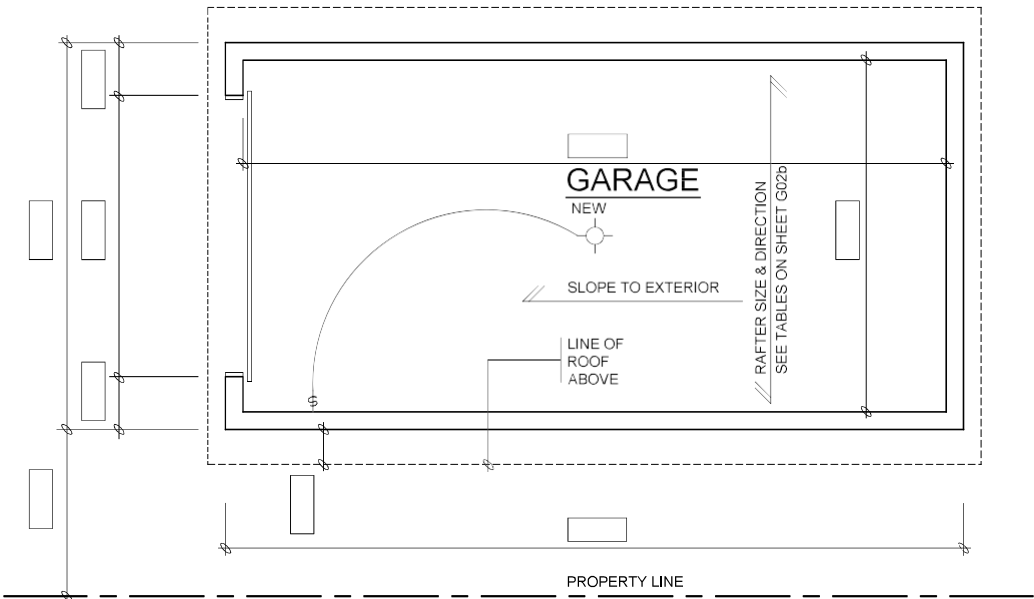 GARAGE
NEW
SLOPE TO EXTERIOR
RAFTER SIZE & DIRECTION
SEE TABLES ON SHEET G02b
LINE OF
ROOF
ABOVE
S
PROPERTY LINE